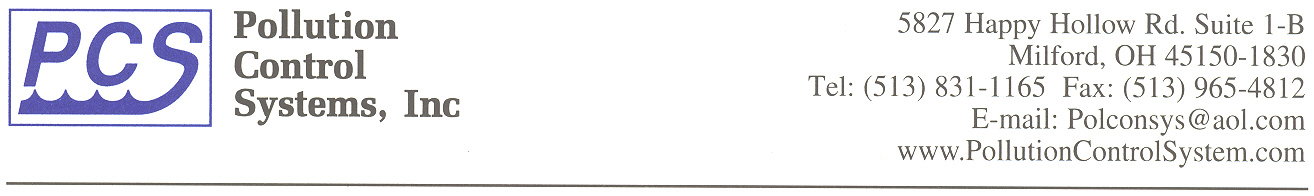 PCS
Pollution
Control
Systems, Inc
5827 Happy Hollow Rd. Suite 1-B
Milford, OH 45150-1830
Tel: (513) 831-1165 Fax: (513) 965-4812
E-mail: Polconsys@aol.com
www.PollutionControlSystem.com